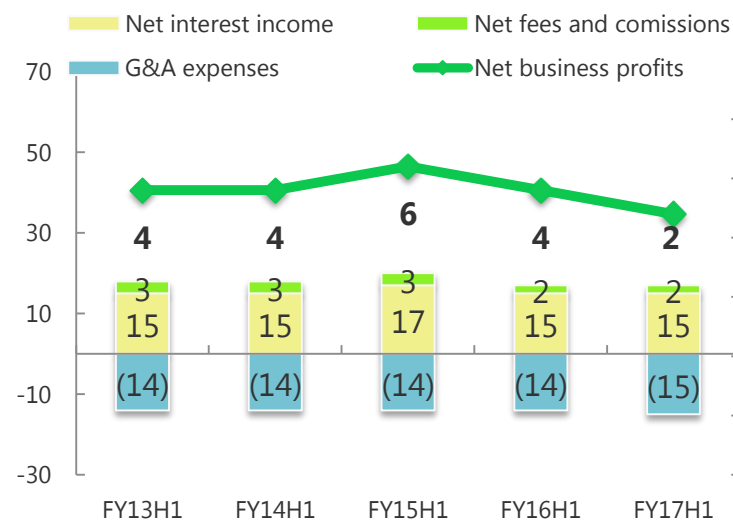 Net interest income
Net fees and comissions
G&A expenses
Net business profits
70
50
30
10
-10
-30
4
4
6
4
2
3
3
3
2
2
15
15
17
15
15
(14)
(14)
(14)
(14)
(15)
FY13H1
FY14H1
FY15H1
FY16H1
FY17H1